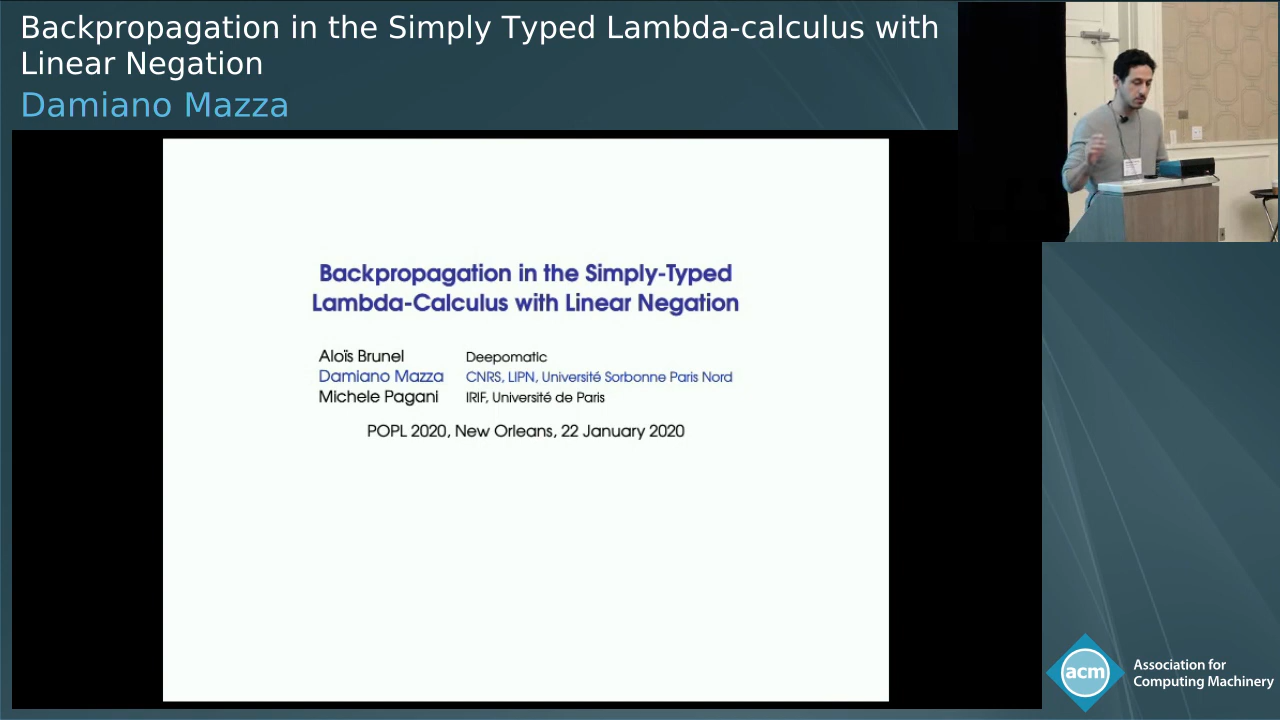 Backpropagation in the Simply Typed Lambda-calculus with
Linear Negation
Damiano Mazza
Backpropagation in the Simply-Typed
Lambda-Calculus with Linear Negation
Aloïs Brunel Deepomatic
Damiano Mazza CNRS, LIPN, Université Sorbonne Paris Nord
Michele Pagani IRIF, Université de Paris
POPL 2020, New Orleans, 22 January 2020
acm
Association for
Computing Machinery